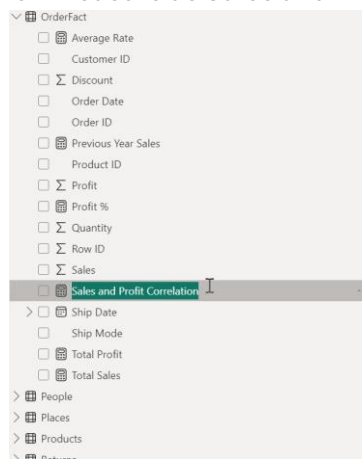 OrderFact
Average Rate
Customer ID
Discount
Order Date
Order ID
Previous Year Sales
Product ID
Profit
Profit %
Quantity
Row ID
Sales
Sales and Profit Correlation
Ship Date
Ship Mode
Total Profit
Total Sales
People
Places
Products
Returns